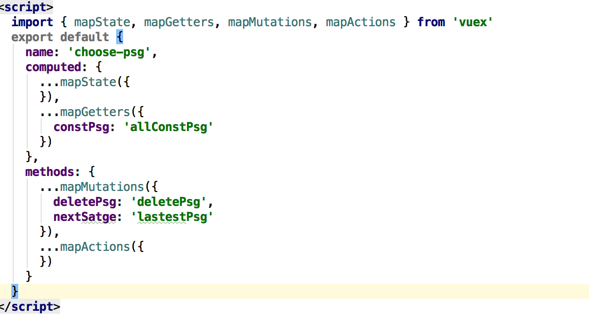 <script>
import { mapState, mapGetters, mapMutations, mapActions } from 'vuex'
export default {
name: 'choose-psg',
computed: {
...mapState({
}),
...mapGetters({
constPsg: 'allConstPsg'
})
},
methods: {
...mapMutations({
deletePsg: 'deletePsg',
nextSatge: 'lastestPsg'
}),
...mapActions({
})
}
}
</script>